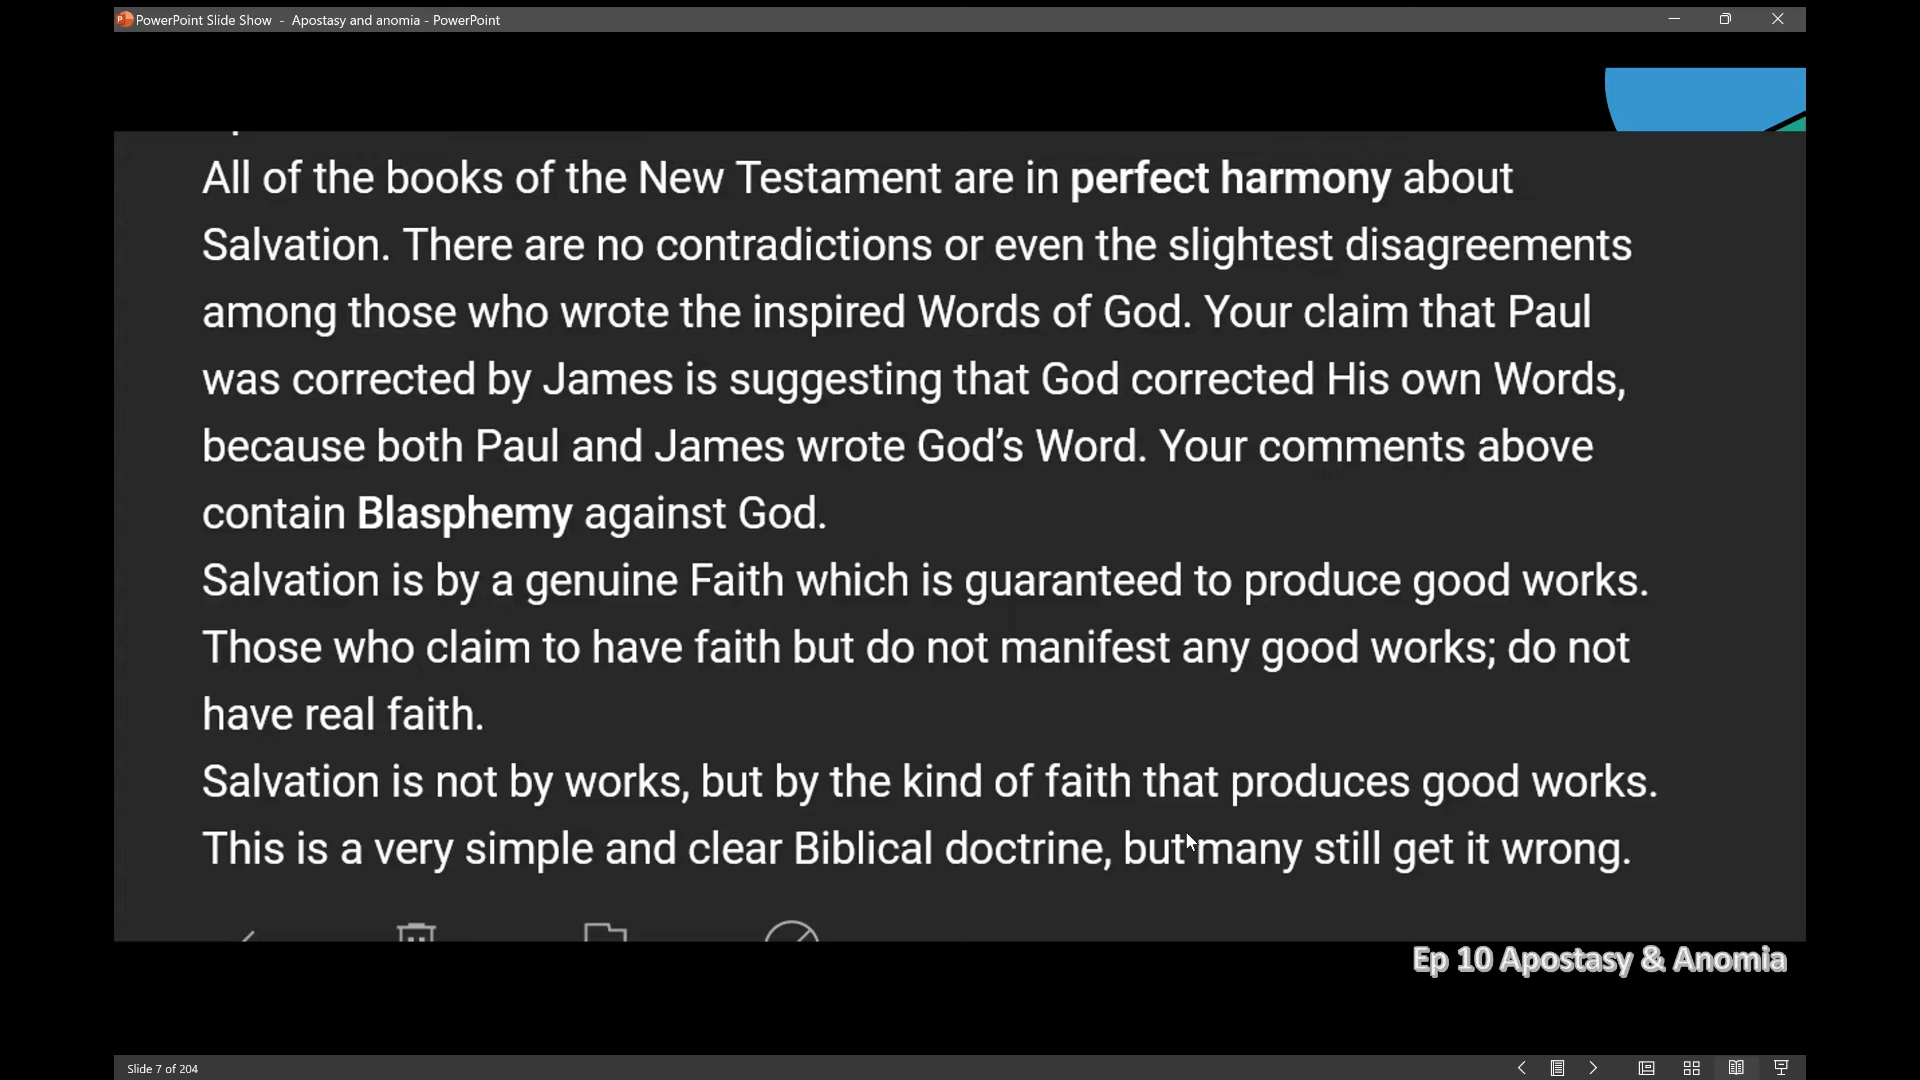 PowerPoint Slide Show - Apostasy and anomia - PowerPoint
All of the books of the New Testament are in perfect harmony about
Salvation. There are no contradictions or even the slightest disagreements
among those who wrote the inspired Words of God. Your claim that Paul
was corrected by James is suggesting that God corrected His own Words,
because both Paul and James wrote God’s Word. Your comments above
contain Blasphemy against God.
Salvation is by a genuine Faith which is guaranteed to produce good works.
Those who claim to have faith but do not manifest any good works; do not
have real faith.
Salvation is not by works, but by the kind of faith that produces good works.
This is a very simple and clear Biblical doctrine, but many still get it wrong.
Ep 10 Apostasy & Anomia
Slide 7 of 204